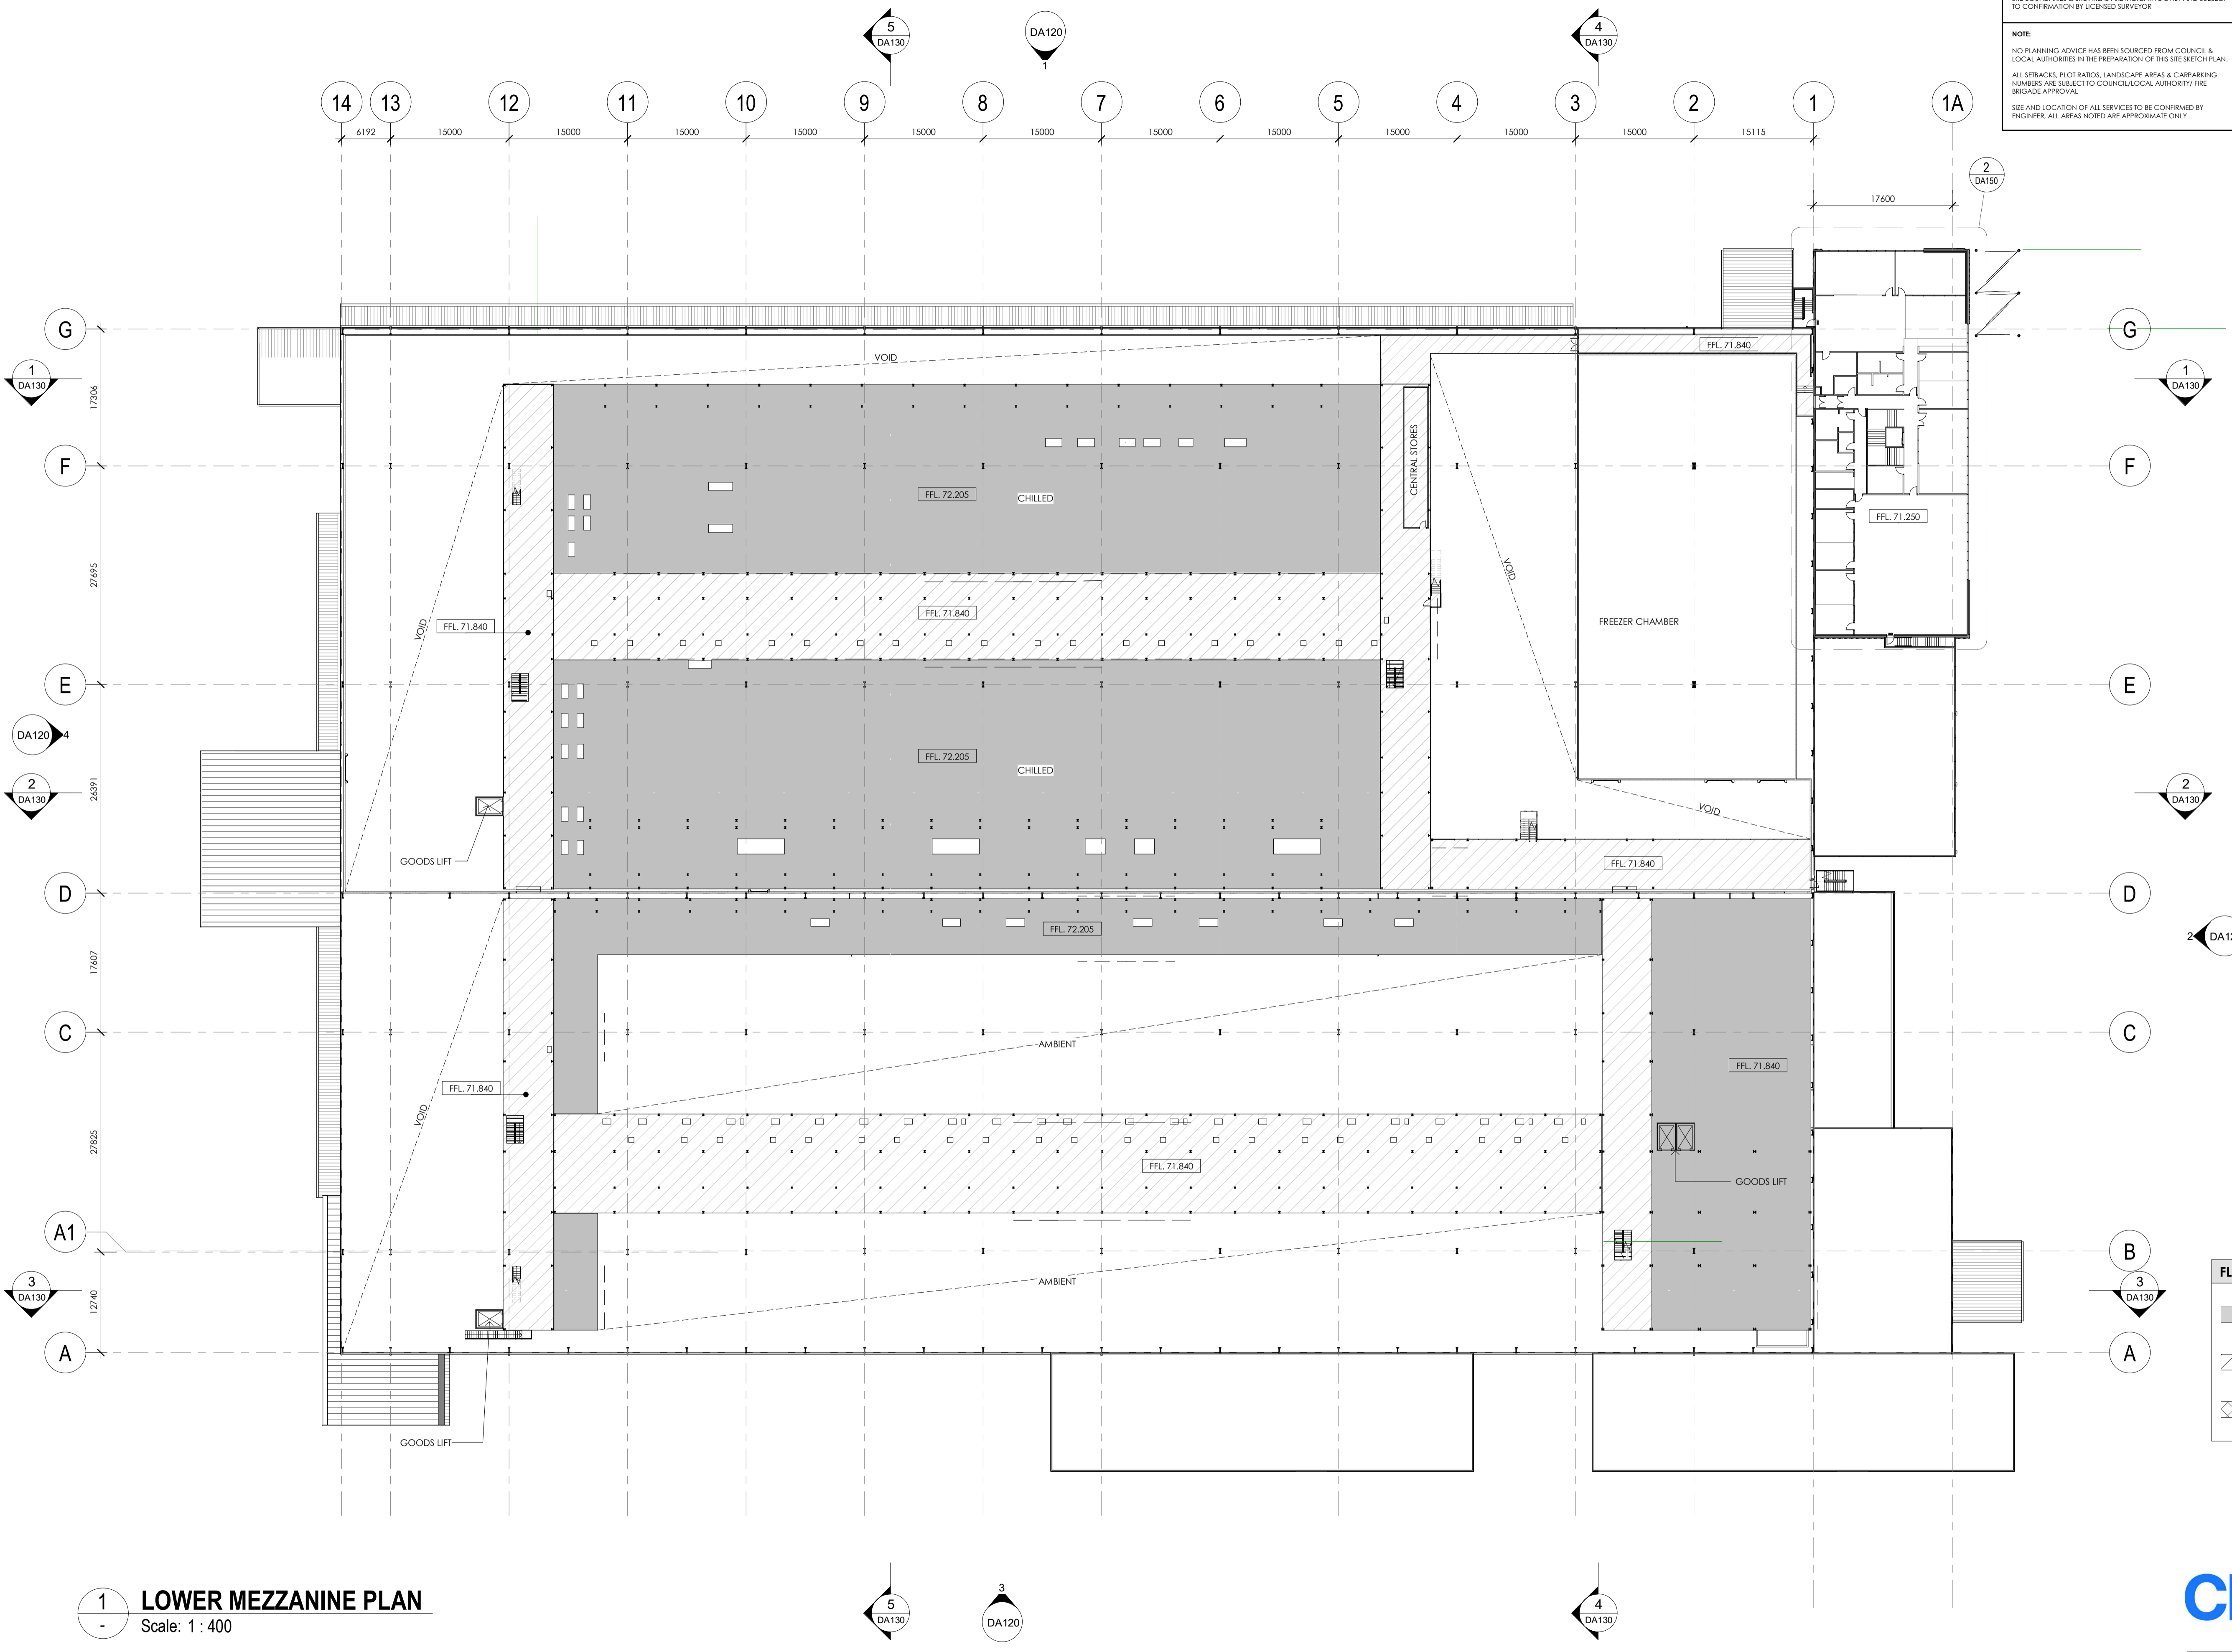 TO CONFIRMATION BY LICENSED SURVEYOR
NOTE:
NO PLANNING ADVICE HAS BEEN SOURCED FROM COUNCIL &
LOCAL AUTHORITIES IN THE PREPARATION OF THIS SITE SKETCH PLAN.
ALL SETBACKS, PLOT RATIOS, LANDSCAPE AREAS & CARPARKING
NUMBERS ARE SUBJECT TO COUNCIL/LOCAL AUTHORITY/ FIRE
BRIGADE APPROVAL
SIZE AND LOCATION OF ALL SERVICES TO BE CONFIRMED BY
ENGINEER, ALL AREAS NOTED ARE APPROXIMATE ONLY
5
DA130
DA120
1
4
DA130
14 13 12 11 10 9 8 7 6 5 4 3 2 1 1A
6192 15000 15000 15000 15000 15000 15000 15000 15000 15000 15000 15000 15115
2
DA150
17600
G
G
VOID
FFL. 71.840
1
DA130
1
DA130
17306
CENTRAL STORES
F
F
FFL. 72.205
CHILLED
FFL. 71.250
27695
VOID
FFL. 71.840
VOID
FFL. 71.840
FREEZER CHAMBER
E
E
DA120
4
FFL. 72.205
CHILLED
2
DA130
2
DA130
26391
VOID
GOODS LIFT
FFL. 71.840
D
D
FFL. 72.205
2
17607
C
C
AMBIENT
FFL. 71.840
FFL. 71.840
VOID
27825
FFL. 71.840
GOODS LIFT
A1
B
AMBIENT
3
DA130
3
DA130
12740
A
A
GOODS LIFT
1
-
LOWER MEZZANINE PLAN
Scale: 1 : 400
5
DA130
3
DA120
4
DA130